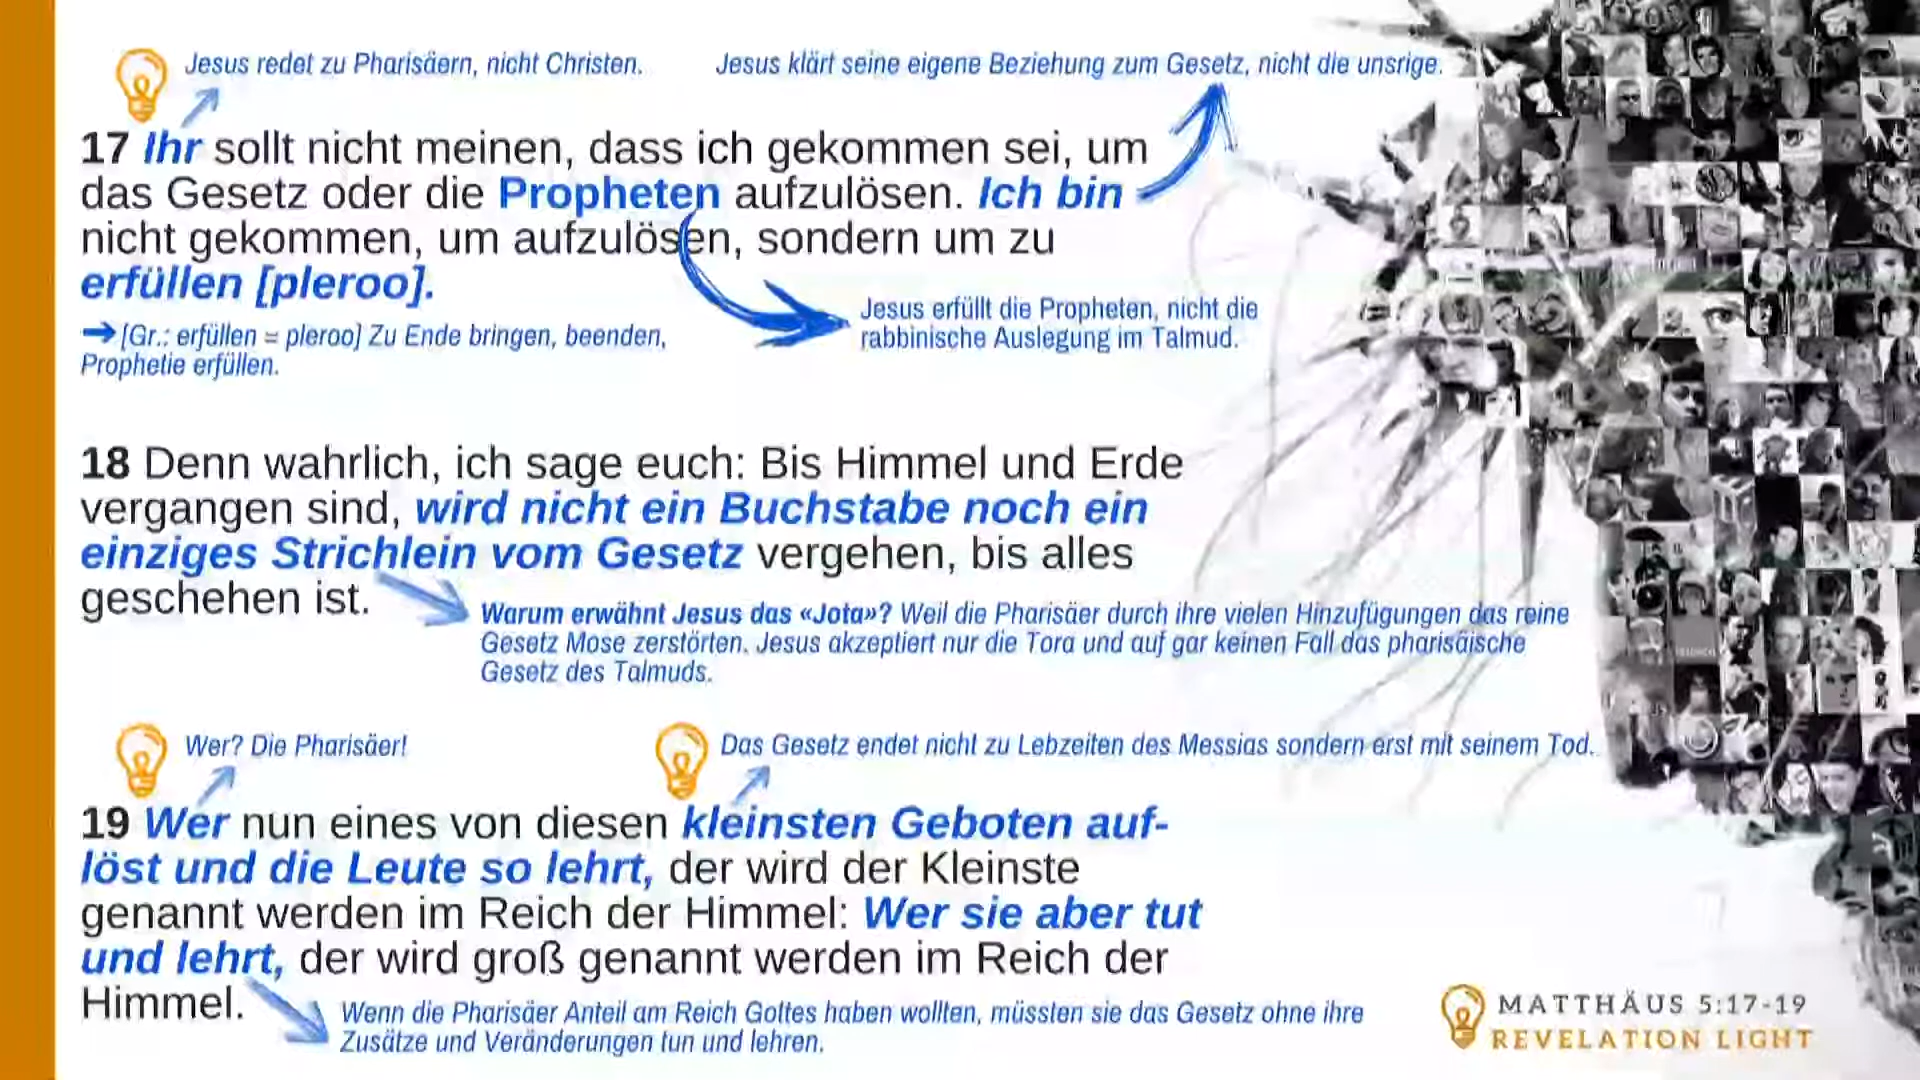 Jesus redet zu Pharisäern, nicht Christen.
Jesus klärt seine eigene Beziehung zum Gesetz, nicht die unsrige.
17 Ihr sollt nicht meinen, dass ich gekommen sei, um
das Gesetz oder die Propheten aufzulösen. Ich bin
nicht gekommen, um aufzulösen, sondern um zu
erfüllen [pleroo].
[Gr.: erfüllen = pleroo] Zu Ende bringen, beenden,
Prophetie erfüllen.
Jesus erfüllt die Propheten, nicht die
rabbinische Auslegung im Talmud.
18 Denn wahrlich, ich sage euch: Bis Himmel und Erde
vergangen sind, wird nicht ein Buchstabe noch ein
einziges Strichlein vom Gesetz vergehen, bis alles
geschehen ist.
Warum erwähnt Jesus das «Jota»? Weil die Pharisäer durch ihre vielen Hinzufügungen das reine
Gesetz Mose zerstörten. Jesus akzeptiert nur die Tora und auf gar keinen Fall das pharisäische
Gesetz des Talmuds.
Wer? Die Pharisäer!
Das Gesetz endet nicht zu Lebzeiten des Messias sondern erst mit seinem Tod.
19 Wer nun eines von diesen kleinsten Geboten auf-
löst und die Leute so lehrt, der wird der Kleinste
genannt werden im Reich der Himmel: Wer sie aber tut
und lehrt, der wird groß genannt werden im Reich der
Himmel.
Wenn die Pharisäer Anteil am Reich Gottes haben wollten, müssten sie das Gesetz ohne ihre
Zusätze und Veränderungen tun und lehren.
MATTHÄUS 5:17-19
REVELATION LIGHT